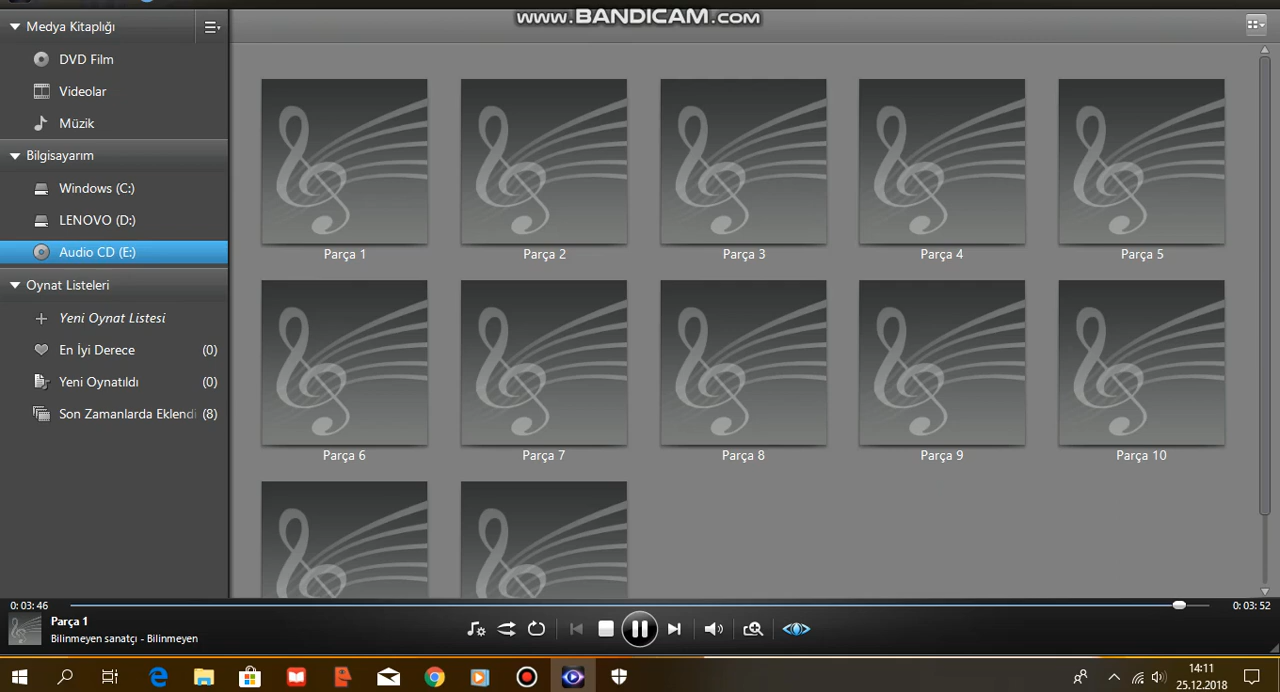 www.BANDICAM.com
Medya Kitaplığı
DVD Film
Videolar
Müzik
Bilgisayarım
Windows (C:)
LENOVO (D:)
Audio CD (E:)
Oynat Listeleri
Yeni Oynat Listesi
En İyi Derece (0)
Yeni Oynatıldı (0)
Son Zamanlarda Eklendi (8)
Parça 1 Parça 2 Parça 3 Parça 4 Parça 5
Parça 6 Parça 7 Parça 8 Parça 9 Parça 10
0: 03: 46 0: 03: 52
Parça 1
Bilinmeyen sanatçı - Bilinmeyen
14:11
25.12.2018